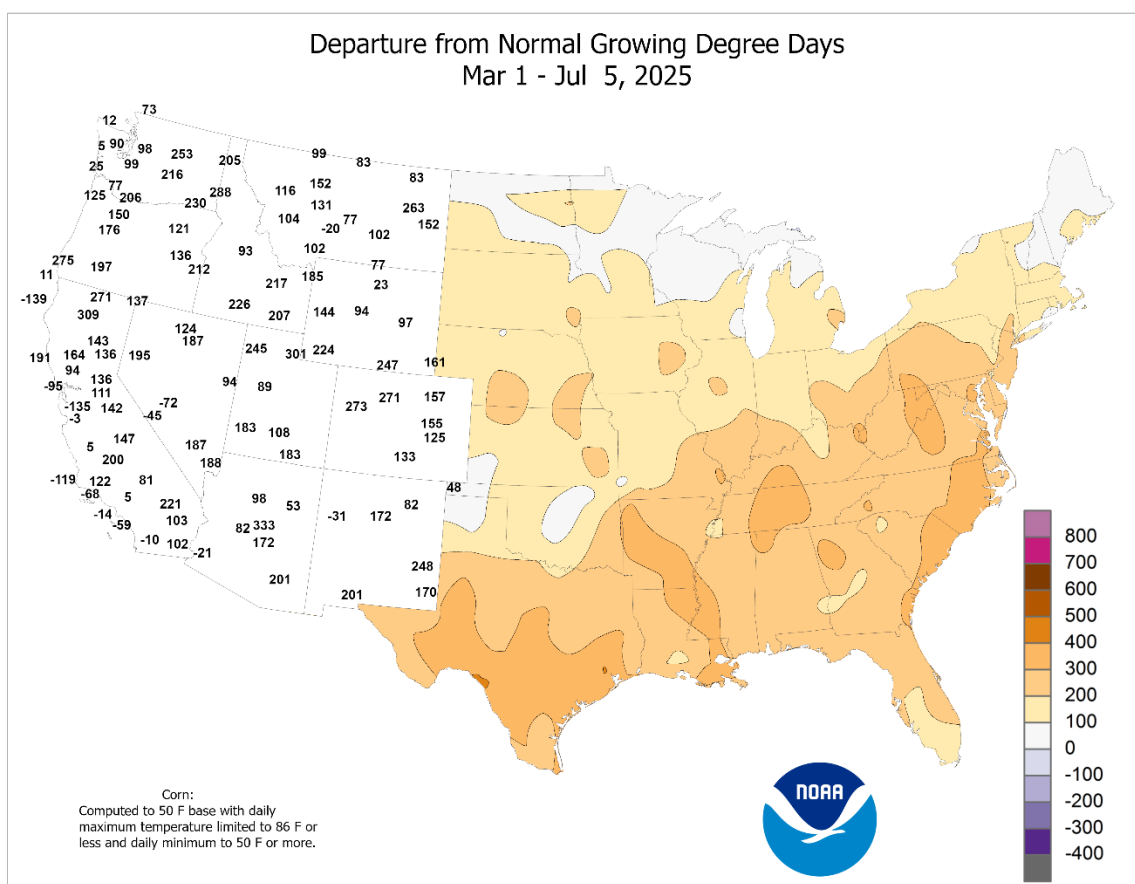 Departure from Normal Growing Degree Days
Mar 1 - Jul 5, 2025
73
12
5 90 98 253 205 99 83
25 99 216 83
77 288 116 152
125 206 230 131 263
150 104 -20 77 152
176 121 102
93 102
275 197 136 212 77
11 217 185 23
-139 271 137 226 207 144 94 97
309
124
143 187
191 164 136 195 245 301 224 247 161
94
-95 136 94 89 271 157
111 273
-135 142 -45 -72
-3 155
183 108 125
5 147 187
200 188 183 133
-119 122 81 48
-68 5 98 53 82
-14 221 -31 172
-59 103 82 333
-10 102 -21 172
248
201 170
201
800
700
600
500
400
300
200
100
0
-100
-200
-300
-400
NOAA
Corn:
Computed to 50 F base with daily
maximum temperature limited to 86 F or
less and daily minimum to 50 F or more.